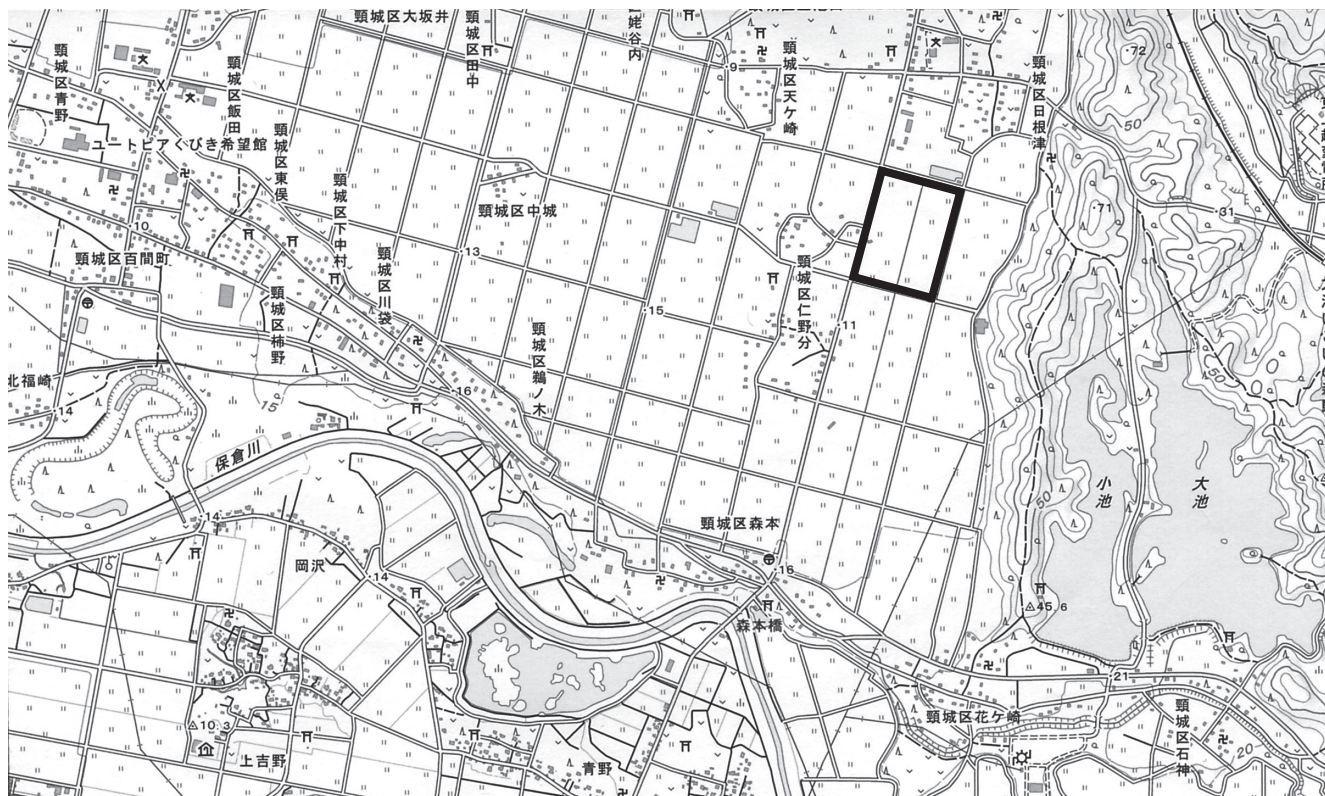 頸城区大坂井
頸城区田中
姥谷内
72
9
頸城区青野
頸城区飯田
頸城区天ケ崎
頸城区日根津
50
ユートピアくびき希望館
頸城区東俣
頸城区下中村
頸城区中城
71
31
10
頸城区百間町
13
頸城区川袋
頸城区仁野分
頸城区柿野
15
11
頸城区鵜ノ木
北福崎
14
15
16
50
保倉川
50
小池
大池
14
頸城区森本
16
岡沢
14
45.6
森本橋
21
10.3
頸城区花ケ崎
頸城区石神
20
上吉野
青野